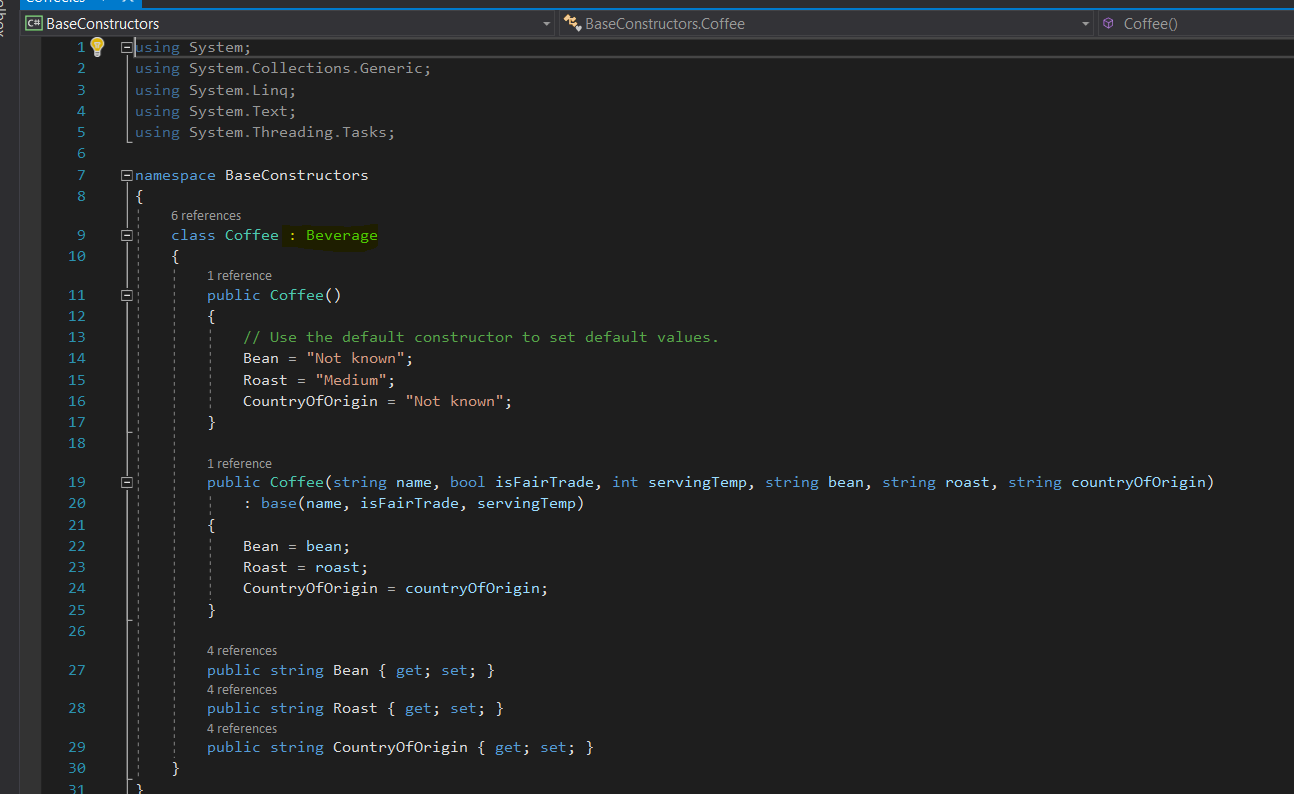 BaseConstructors BaseConstructors.Coffee Coffee()
1 using System;
2 using System.Collections.Generic;
3 using System.Linq;
4 using System.Text;
5 using System.Threading.Tasks;
6
7 namespace BaseConstructors
8 {
6 references
9 class Coffee : Beverage
10 {
1 reference
11 public Coffee()
12 {
13 // Use the default constructor to set default values.
14 Bean = "Not known";
15 Roast = "Medium";
16 CountryOfOrigin = "Not known";
17 }
18
1 reference
19 public Coffee(string name, bool isFairTrade, int servingTemp, string bean, string roast, string countryOfOrigin)
20 : base(name, isFairTrade, servingTemp)
21 {
22 Bean = bean;
23 Roast = roast;
24 CountryOfOrigin = countryOfOrigin;
25 }
26
4 references
27 public string Bean { get; set; }
4 references
28 public string Roast { get; set; }
4 references
29 public string CountryOfOrigin { get; set; }
30 }
31 }